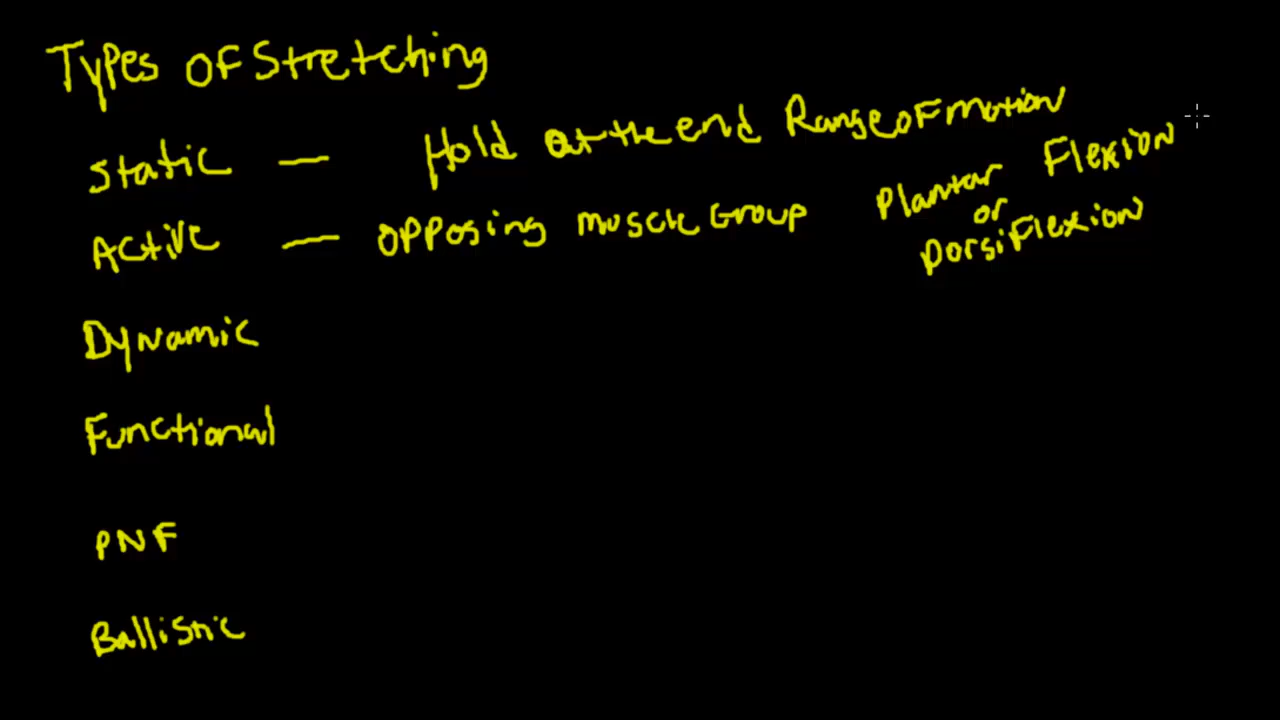 Types of Stretching
Static — Hold at the end Range of Motion
Active — Opposing Muscle Group Plantar Flexion
or
Dorsiflexion
Dynamic
Functional
PNF
Ballistic